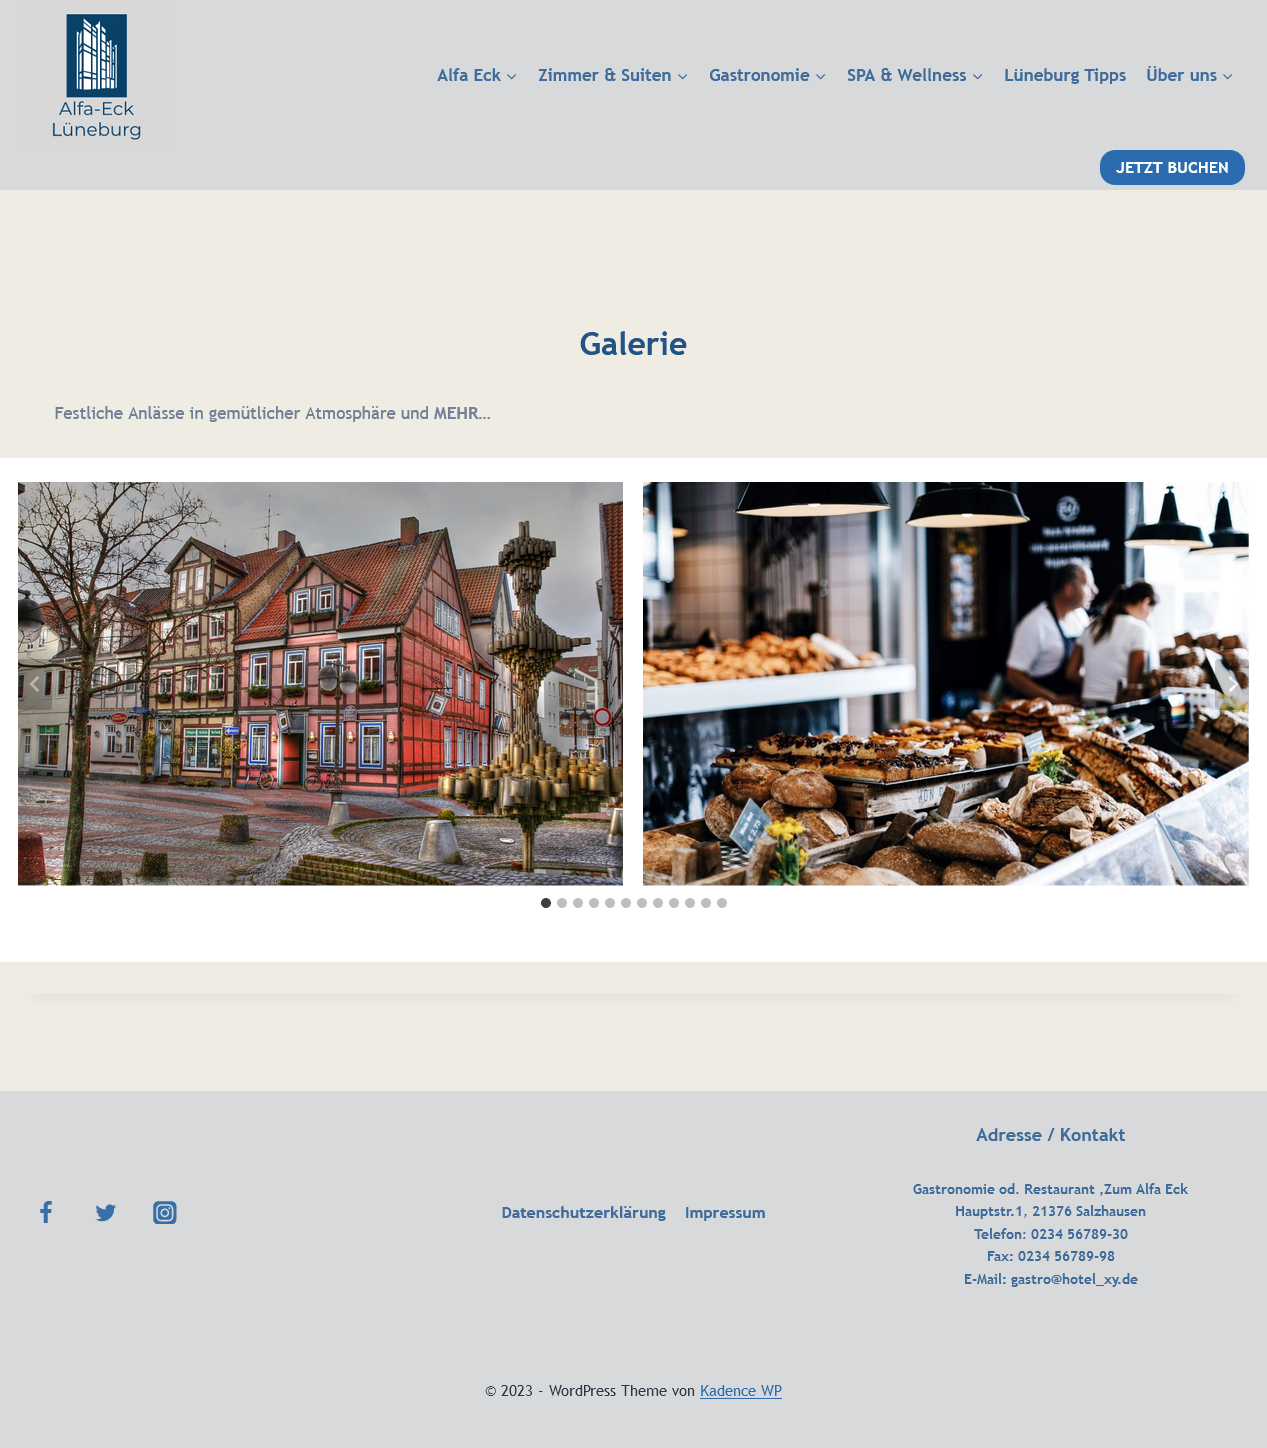 Alfa-Eck
Lüneburg
Alfa Eck
Zimmer & Suiten
Gastronomie
SPA & Wellness
Lüneburg Tipps
Über uns
JETZT BUCHEN
Galerie
Festliche Anlässe in gemütlicher Atmosphäre und MEHR…
Adresse / Kontakt
Gastronomie od. Restaurant ‚Zum Alfa Eck
Hauptstr.1, 21376 Salzhausen
Telefon: 0234 56789-30
Fax: 0234 56789-98
E-Mail: gastro@hotel_xy.de
Datenschutzerklärung
Impressum
© 2023 - WordPress Theme von Kadence WP